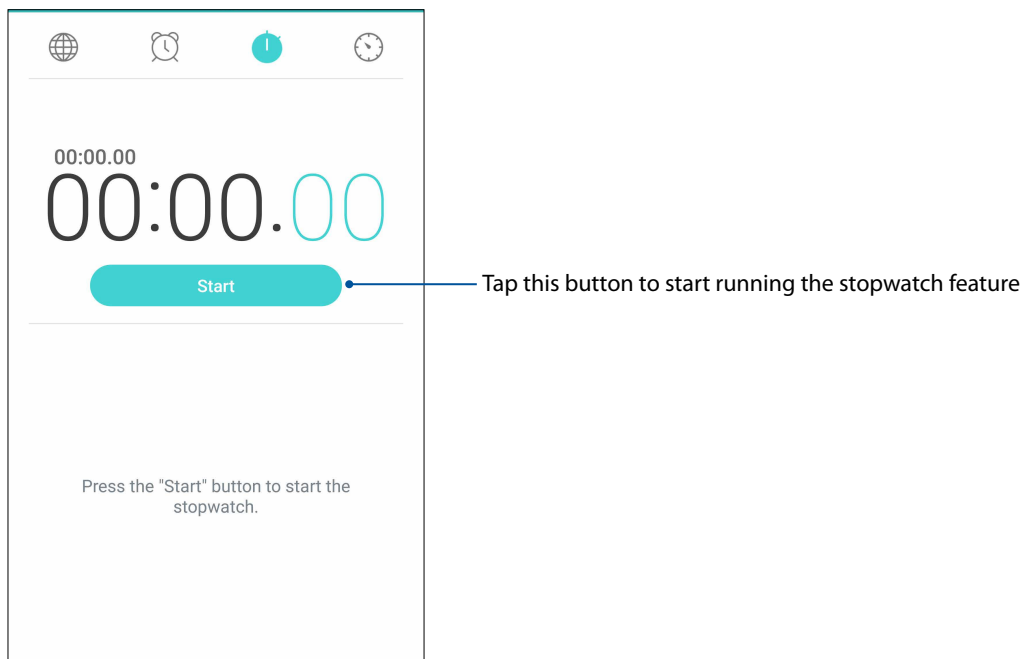 00:00.00
00:00.00
Start
Tap this button to start running the stopwatch feature
Press the "Start" button to start the
stopwatch.